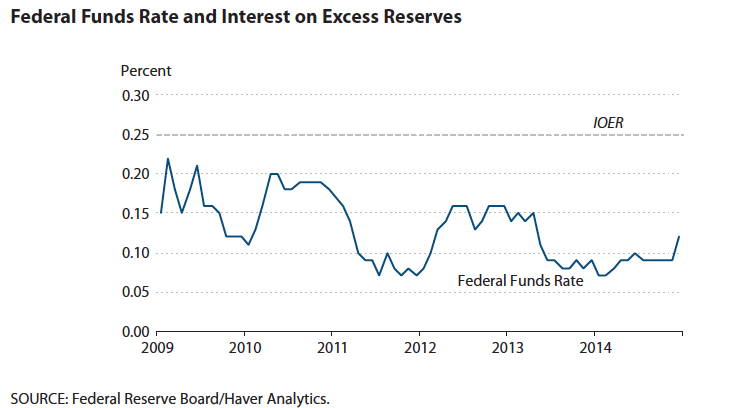 Federal Funds Rate and Interest on Excess Reserves
Percent
0.30
IOER
0.25
0.20
0.15
0.10
Federal Funds Rate
0.05
0.00
2009 2010 2011 2012 2013 2014
SOURCE: Federal Reserve Board/Haver Analytics.